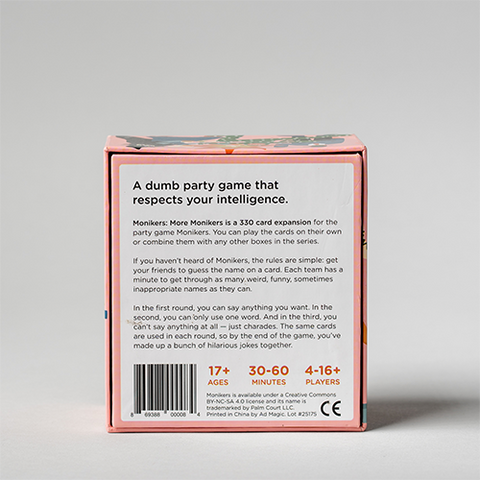 A dumb party game that
respects your intelligence.
Monikers: More Monikers is a 330 card expansion for the
party game Monikers. You can play the cards on their own
or combine them with any other boxes in the series.
If you haven't heard of Monikers, the rules are simple: get
your friends to guess the name on a card. Each team has a
minute to get through as many weird, funny, sometimes
inappropriate names as they can.
In the first round, you can say anything you want. In the
second, you can only use one word. And in the third, you
can't say anything at all — just charades. The same cards
are used in each round, so by the end of the game, you've
made up a bunch of hilarious jokes together.
17+ 30-60 4-16+
AGES MINUTES PLAYERS
Monikers is available under a Creative Commons
BY-NC-SA 4.0 license and its name is
trademarked by Palm Court LLC.
Printed in China by Ad Magic. Lot #25175
CE
8 69388 00008 4